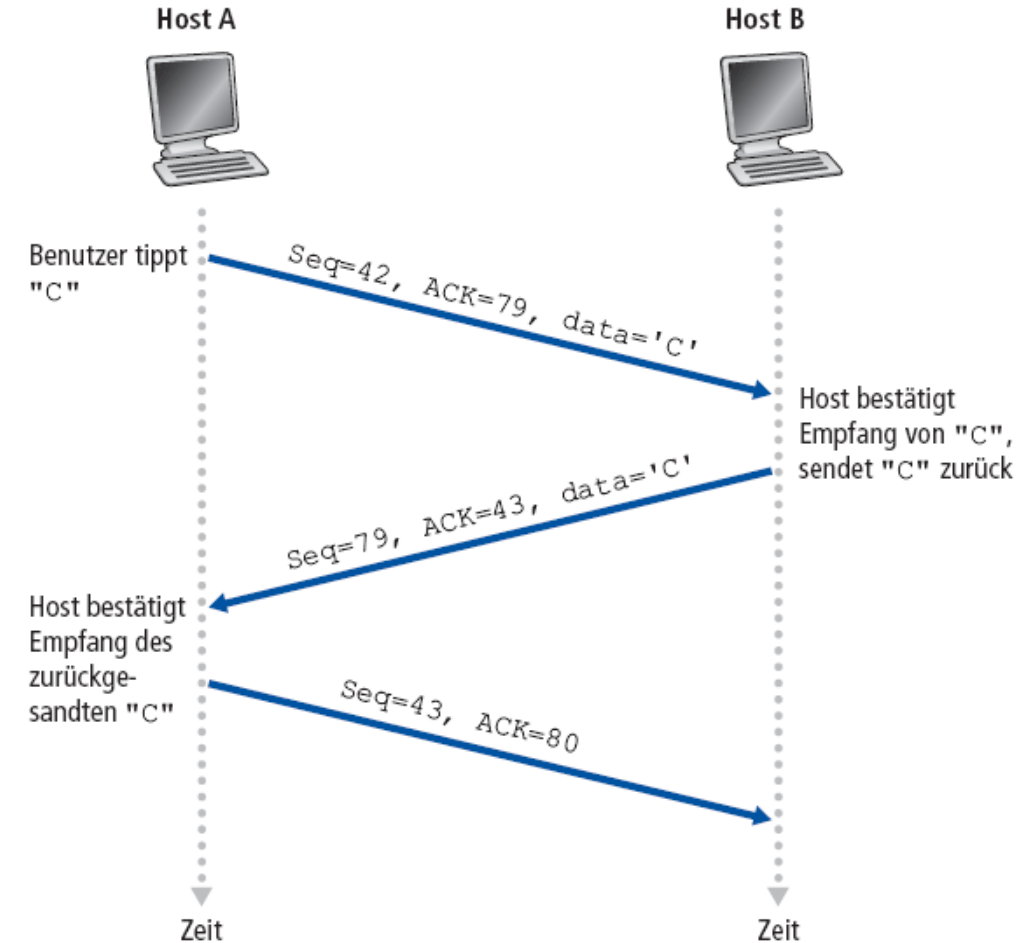 Host A
Host B
Benutzer tippt
"C"
Seq=42, ACK=79, data='C'
Host bestätigt
Empfang von "C",
sendet "C" zurück
Seq=79, ACK=43, data='C'
Host bestätigt
Empfang des
zurückge-
sandten "C"
Seq=43, ACK=80
Zeit
Zeit